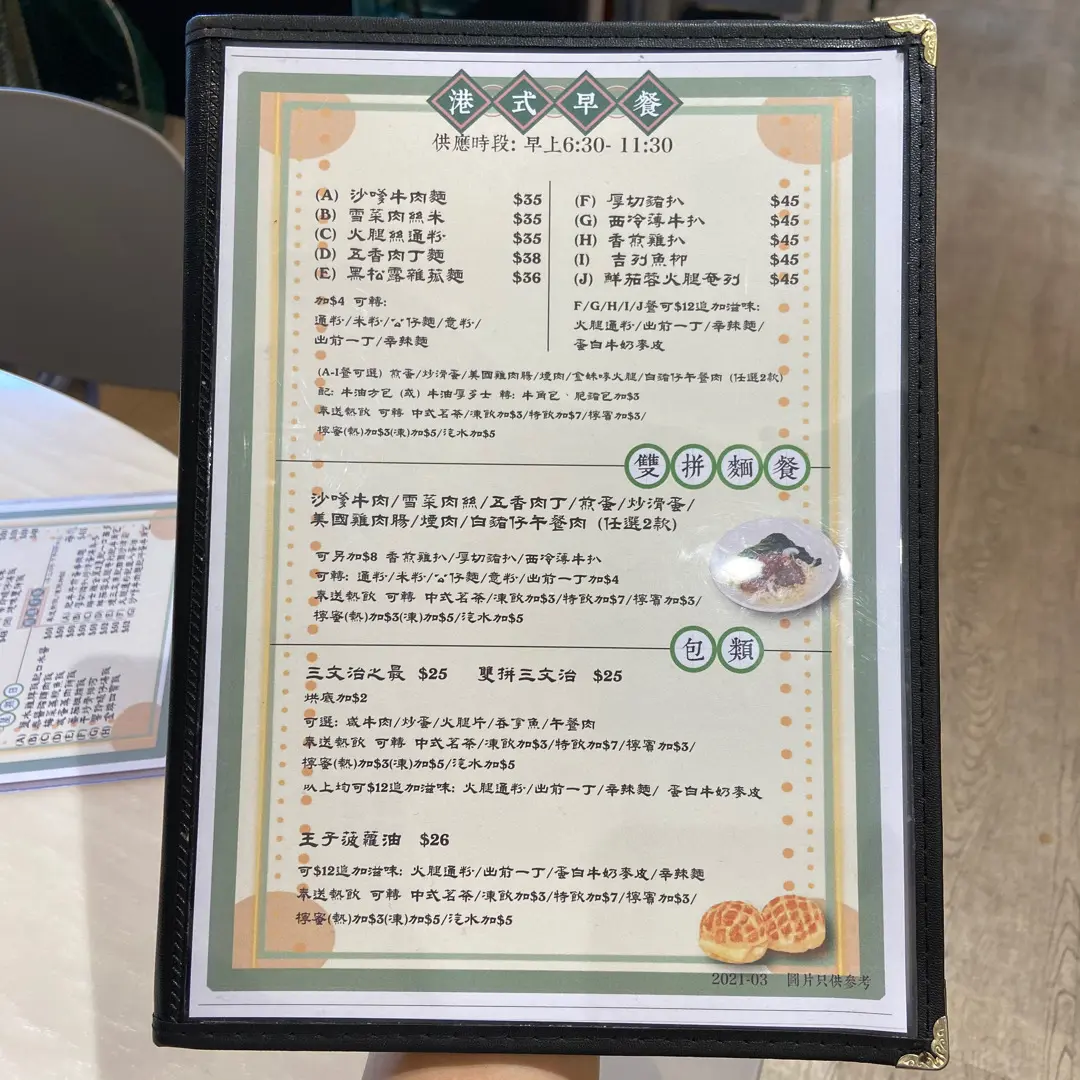 港式早餐
供應時段: 早上6:30- 11:30
(A) 沙嗲牛肉麵 $35
(B) 雪菜肉絲米 $35
(C) 火腿絲通粉 $35
(D) 五香肉丁麵 $38
(E) 黑松露雜菰麵 $36
加$4 可轉:
通粉/米粉/公仔麵/意粉/
出前一丁/辛辣麵
(F) 厚切豬扒 $45
(G) 西冷薄牛扒 $45
(H) 香煎雞扒 $45
(I) 吉列魚柳 $45
(J) 鮮茄蓉火腿奄列 $45
F/G/H/I/J餐可$12追加滋味:
火腿通粉/出前一丁/辛辣麵/
蛋白牛奶麥皮
(A-I餐可選) 煎蛋/炒滑蛋/美國雞肉腸/煙肉/金妹嗲火腿/白豬仔午餐肉 (任選2款)
配: 牛油方包 (或) 牛油厚多士 轉: 牛角包、肥豬包加$3
奉送熱飲 可轉 中式茗茶/凍飲加$3/特飲加$7/檸賓加$3/
檸蜜(熱)加$3(凍)加$5/汽水加$5
雙拼麵餐
沙嗲牛肉/雪菜肉絲/五香肉丁/煎蛋/炒滑蛋/
美國雞肉腸/煙肉/白豬仔午餐肉 (任選2款)
可另加$8 香煎雞扒/厚切豬扒/西冷薄牛扒
可轉: 通粉/米粉/公仔麵/意粉/出前一丁加$4
奉送熱飲 可轉 中式茗茶/凍飲加$3/特飲加$7/檸賓加$3/
檸蜜(熱)加$3(凍)加$5/汽水加$5
包類
三文治之最 $25 雙拼三文治 $25
烘底加$2
可選: 咸牛肉/炒蛋/火腿片/吞拿魚/午餐肉
奉送熱飲 可轉 中式茗茶/凍飲加$3/特飲加$7/檸賓加$3/
檸蜜(熱)加$3(凍)加$5/汽水加$5
以上均可$12追加滋味: 火腿通粉/出前一丁/辛辣麵/ 蛋白牛奶麥皮
王子菠蘿油 $26
可$12追加滋味: 火腿通粉/出前一丁/蛋白牛奶麥皮/辛辣麵
奉送熱飲 可轉 中式茗茶/凍飲加$3/特飲加$7/檸賓加$3/
檸蜜(熱)加$3(凍)加$5/汽水加$5
2021-03 圖片只供參考